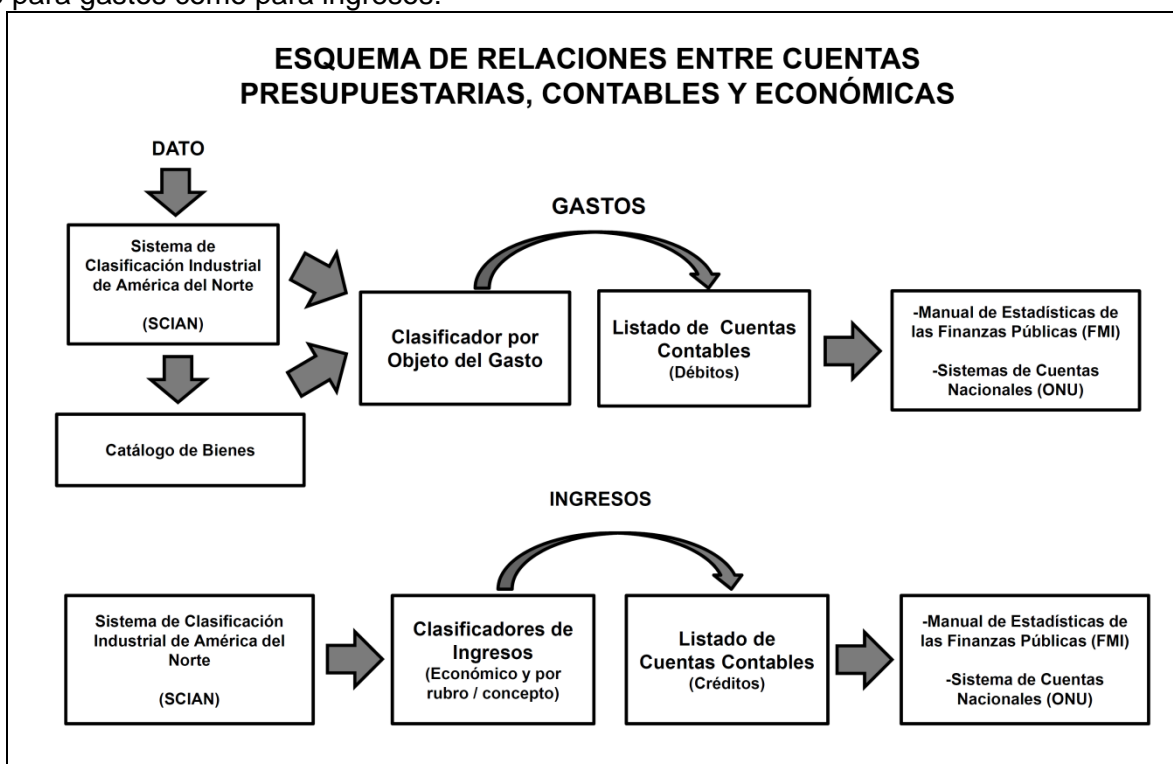 para gastos como para ingresos.
ESQUEMA DE RELACIONES ENTRE CUENTAS
PRESUPUESTARIAS, CONTABLES Y ECONÓMICAS
DATO
GASTOS
Sistema de
Clasificación Industrial
de América del Norte
(SCIAN)
Clasificador por
Objeto del Gasto
Listado de Cuentas
Contables
(Débitos)
-Manual de Estadísticas de
las Finanzas Públicas (FMI)
-Sistemas de Cuentas
Nacionales (ONU)
Catálogo de Bienes
INGRESOS
Sistema de Clasificación
Industrial de América del
Norte
(SCIAN)
Clasificadores de
Ingresos
(Económico y por
rubro / concepto)
Listado de
Cuentas Contables
(Créditos)
-Manual de Estadísticas de
las Finanzas Públicas (FMI)
-Sistema de Cuentas
Nacionales (ONU)